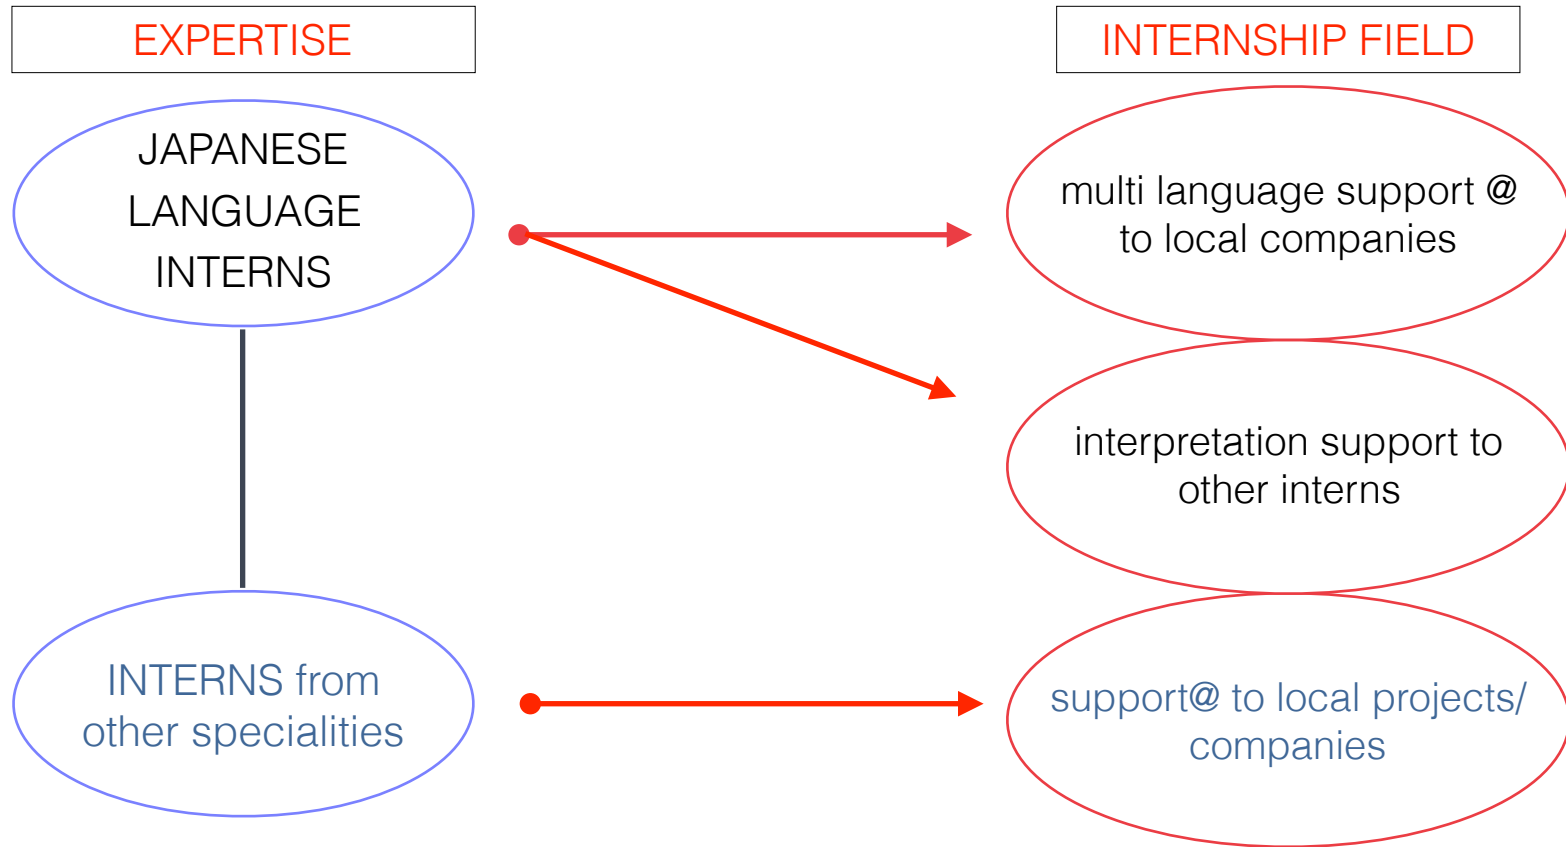 EXPERTISE
INTERNSHIP FIELD
JAPANESE
LANGUAGE
INTERNS
multi language support @
to local companies
interpretation support to
other interns
INTERNS from
other specialities
support@ to local projects/
companies